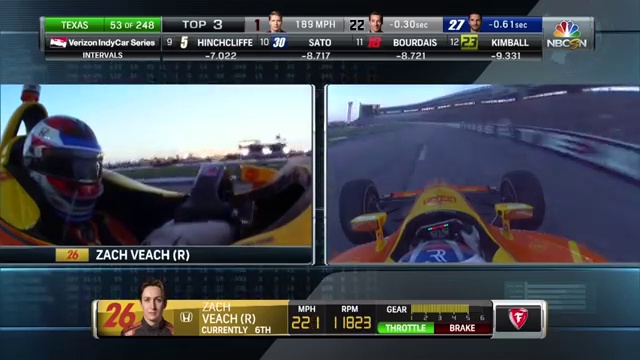 TEXAS 53 OF 248 TOP 3 1 189 MPH 22 -0.30sec 27 -0.61sec
Verizon IndyCar Series 9 5 HINCHCLIFFE 10 30 SATO 11 18 BOURDAIS 12 23 KIMBALL NBCSN
INTERVALS -7.022 -8.717 -8.721 -9.331
26 ZACH VEACH (R)
26 ZACH VEACH (R) CURRENTLY 6TH
MPH 221
RPM 11823
GEAR 1 2 3 4 5 6
THROTTLE BRAKE